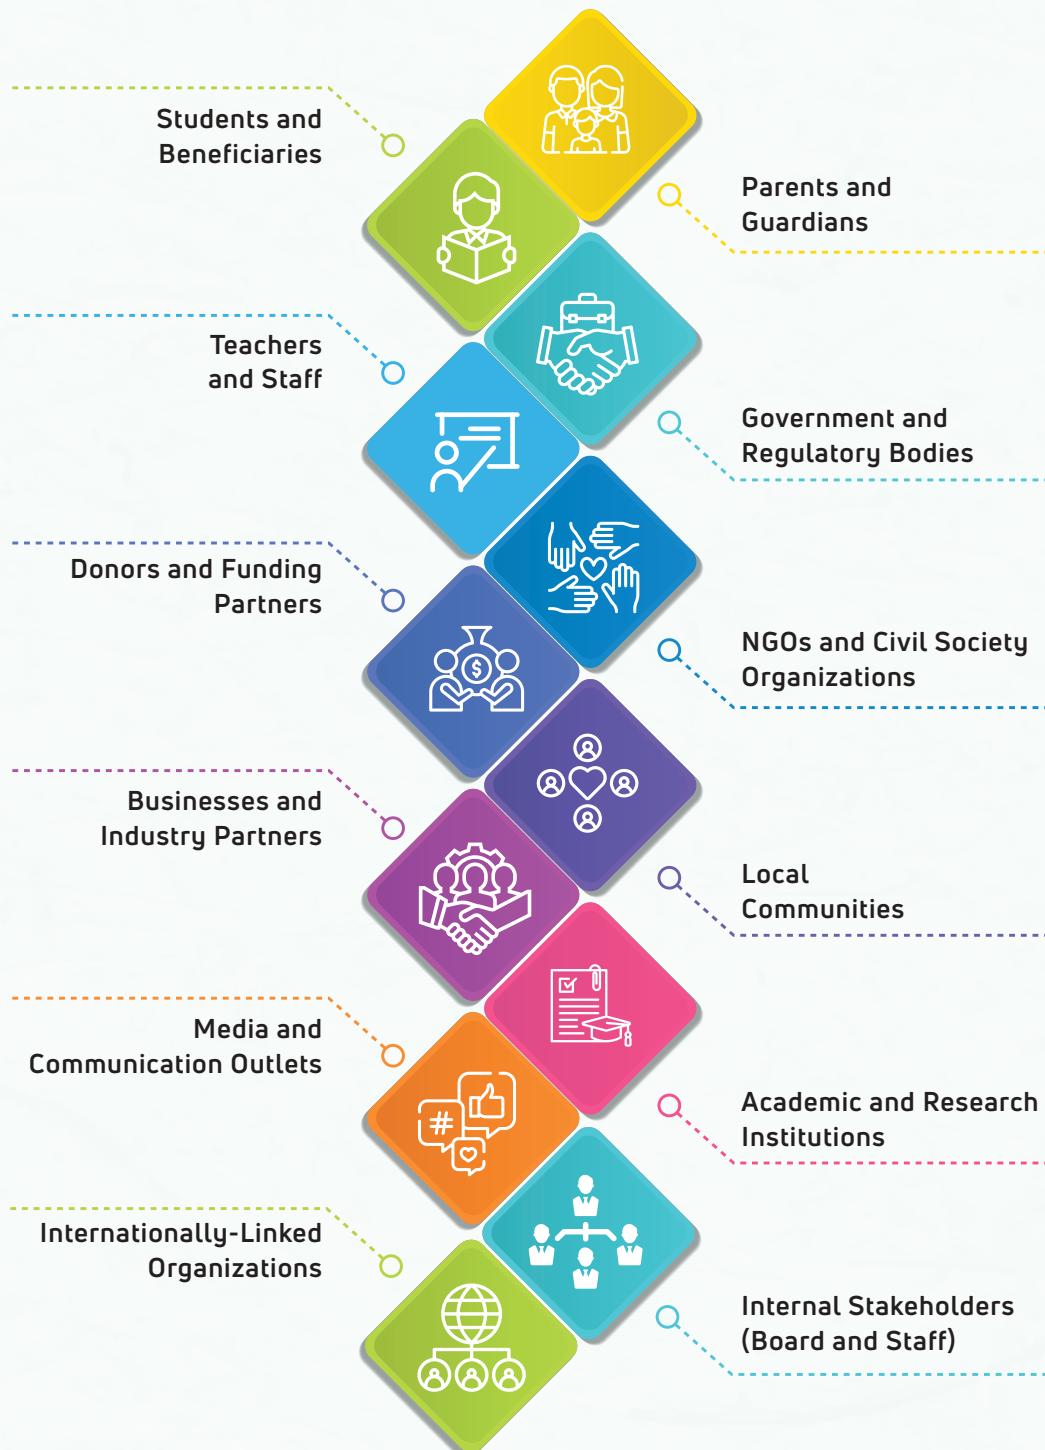 Students and
Beneficiaries
Parents and
Guardians
Teachers
and Staff
Government and
Regulatory Bodies
Donors and Funding
Partners
$
NGOs and Civil Society
Organizations
Businesses and
Industry Partners
Local
Communities
Media and
Communication Outlets
#
Academic and Research
Institutions
Internationally-Linked
Organizations
Internal Stakeholders
(Board and Staff)